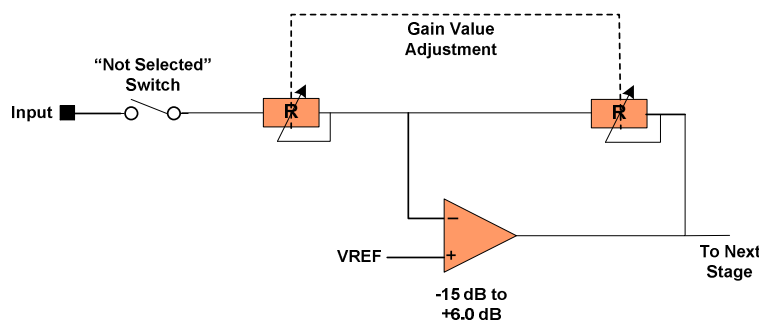 Gain Value
Adjustment
“Not Selected”
Switch
Input
R
R
−
+
VREF
To Next
Stage
-15 dB to
+6.0 dB